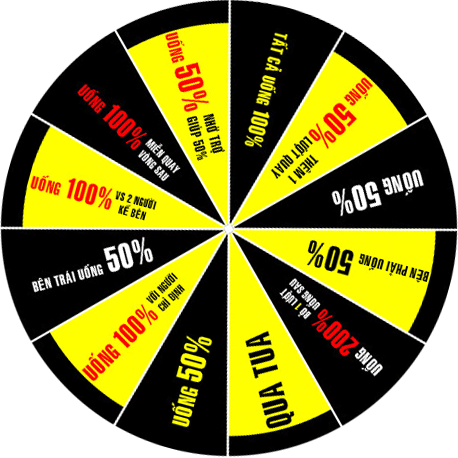 TẤT CẢ UỐNG 100%
UỐNG 50%
THÊM 1
LƯỢT QUAY
UỐNG 50%
BÊN PHẢI UỐNG 50%
UỐNG 200%
BỎ 1 LƯỢT
UỐNG SAU
QUA TUA
UỐNG 50%
UỐNG 100%
VỚI NGƯỜI
CHỈ ĐỊNH
BÊN TRÁI UỐNG 50%
UỐNG 100%
VS 2 NGƯỜI
KẾ BÊN
UỐNG 100%
MIỄN QUAY
VÒNG SAU
UỐNG 50%
NHỜ TRỢ
GIÚP 50%